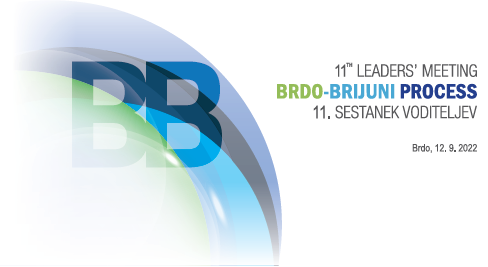 BB
11TH LEADERS' MEETING
BRDO-BRIJUNI PROCESS
11. SESTANEK VODITELJEV
Brdo, 12. 9. 2022